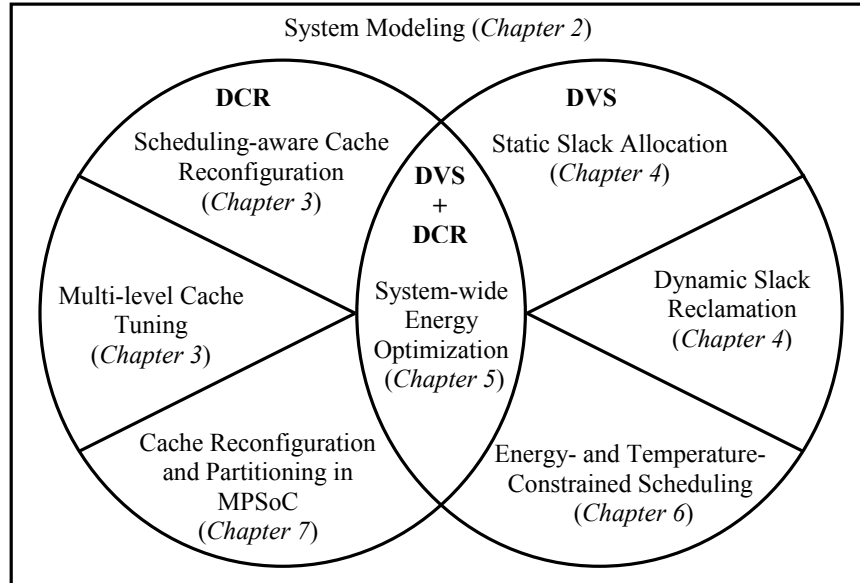 System Modeling (Chapter 2)
DCR
Scheduling-aware Cache
Reconfiguration
(Chapter 3)
Multi-level Cache
Tuning
(Chapter 3)
Cache Reconfiguration
and Partitioning in
MPSoC
(Chapter 7)
DVS
+
DCR
System-wide
Energy
Optimization
(Chapter 5)
DVS
Static Slack Allocation
(Chapter 4)
Dynamic Slack
Reclamation
(Chapter 4)
Energy- and Temperature-
Constrained Scheduling
(Chapter 6)